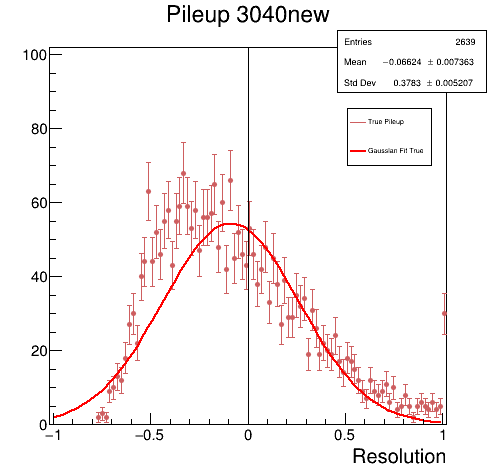 Pileup 3040new
Entries 2639
Mean −0.06624 ± 0.007363
Std Dev 0.3783 ± 0.005207
True Pileup
Gaussian Fit True
100
80
60
40
20
0
−1 −0.5 0 0.5 1
Resolution